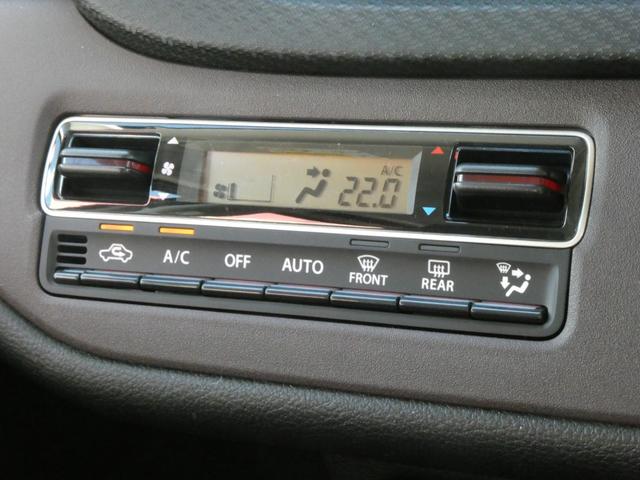 A/C
22.0
A/C
OFF
AUTO
FRONT
REAR